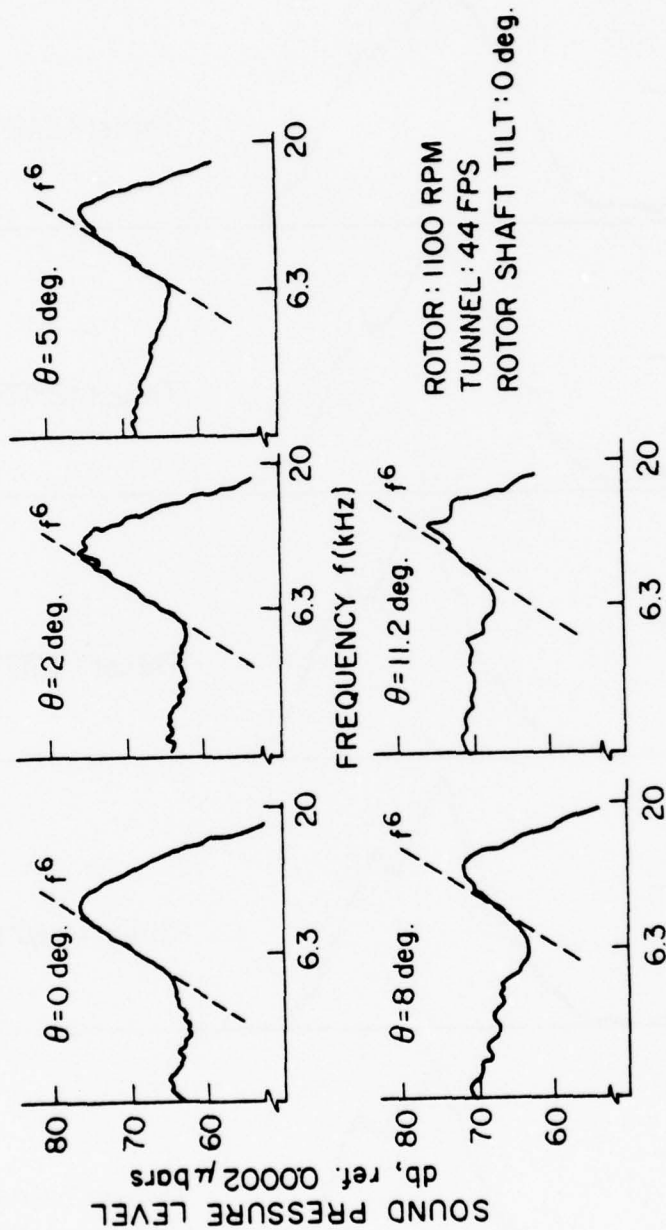 SOUND PRESSURE LEVEL
db, ref. 0.0002 μ bars
80
70
60
θ = 0 deg.
f⁶
6.3
20
θ = 2 deg.
f⁶
6.3
20
θ = 5 deg.
f⁶
6.3
20
FREQUENCY f(kHz)
80
70
60
θ = 8 deg.
f⁶
6.3
20
θ = 11.2 deg.
f⁶
6.3
20
ROTOR: 1100 RPM
TUNNEL: 44 FPS
ROTOR SHAFT TILT: 0 deg.